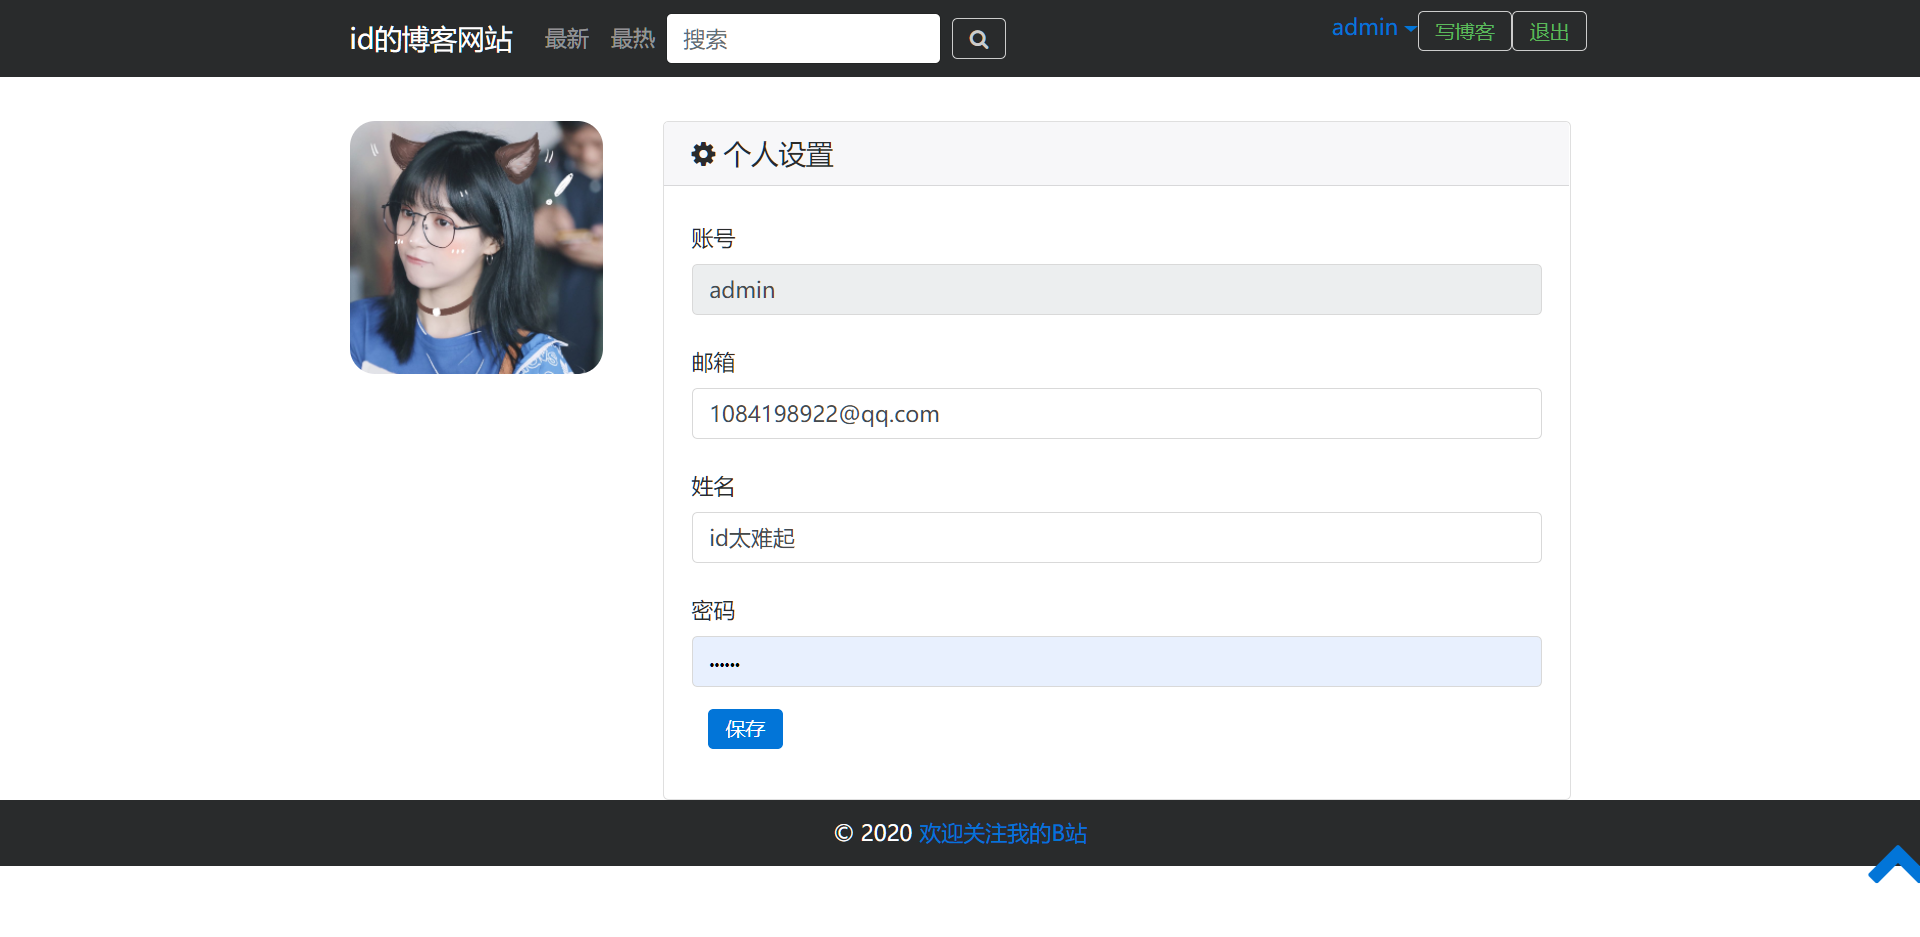 id的博客网站 最新 最热 搜索 admin 写博客 退出
个人设置
账号
admin
邮箱
1084198922@qq.com
姓名
id太难起
密码
••••••
保存
© 2020 欢迎关注我的B站